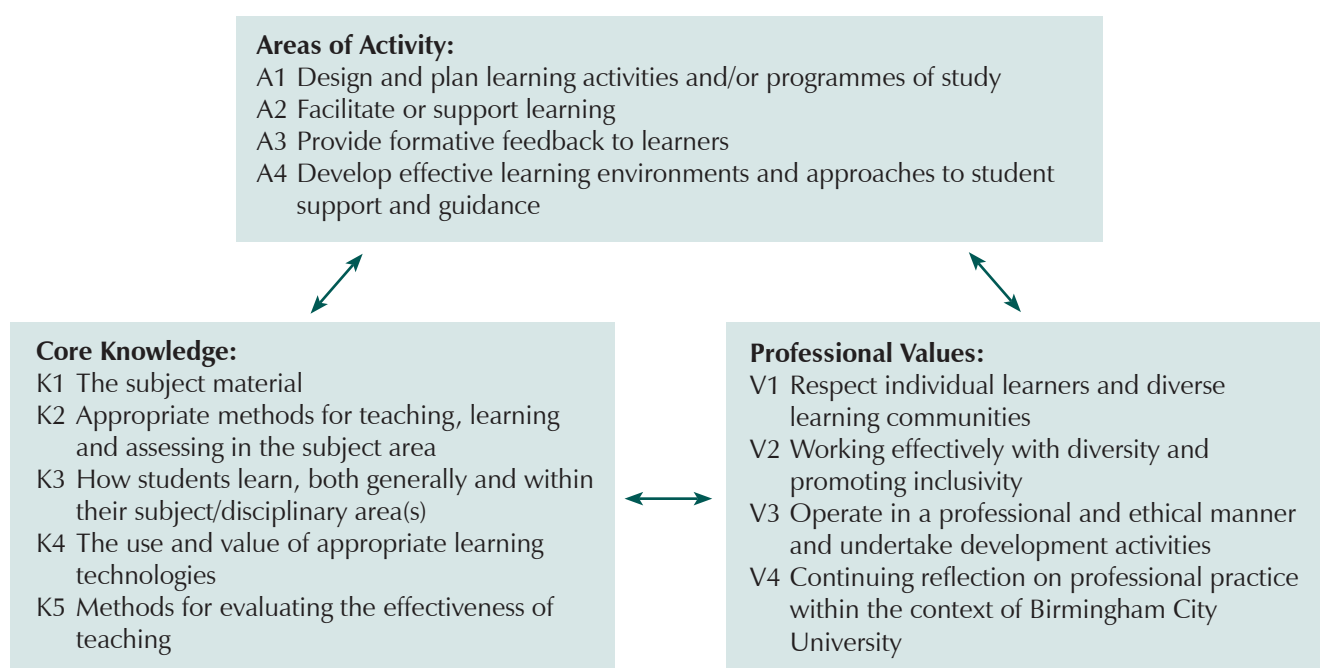 Areas of Activity:
A1 Design and plan learning activities and/or programmes of study
A2 Facilitate or support learning
A3 Provide formative feedback to learners
A4 Develop effective learning environments and approaches to student
support and guidance
Core Knowledge:
K1 The subject material
K2 Appropriate methods for teaching, learning
and assessing in the subject area
K3 How students learn, both generally and within
their subject/disciplinary area(s)
K4 The use and value of appropriate learning
technologies
K5 Methods for evaluating the effectiveness of
teaching
Professional Values:
V1 Respect individual learners and diverse
learning communities
V2 Working effectively with diversity and
promoting inclusivity
V3 Operate in a professional and ethical manner
and undertake development activities
V4 Continuing reflection on professional practice
within the context of Birmingham City
University